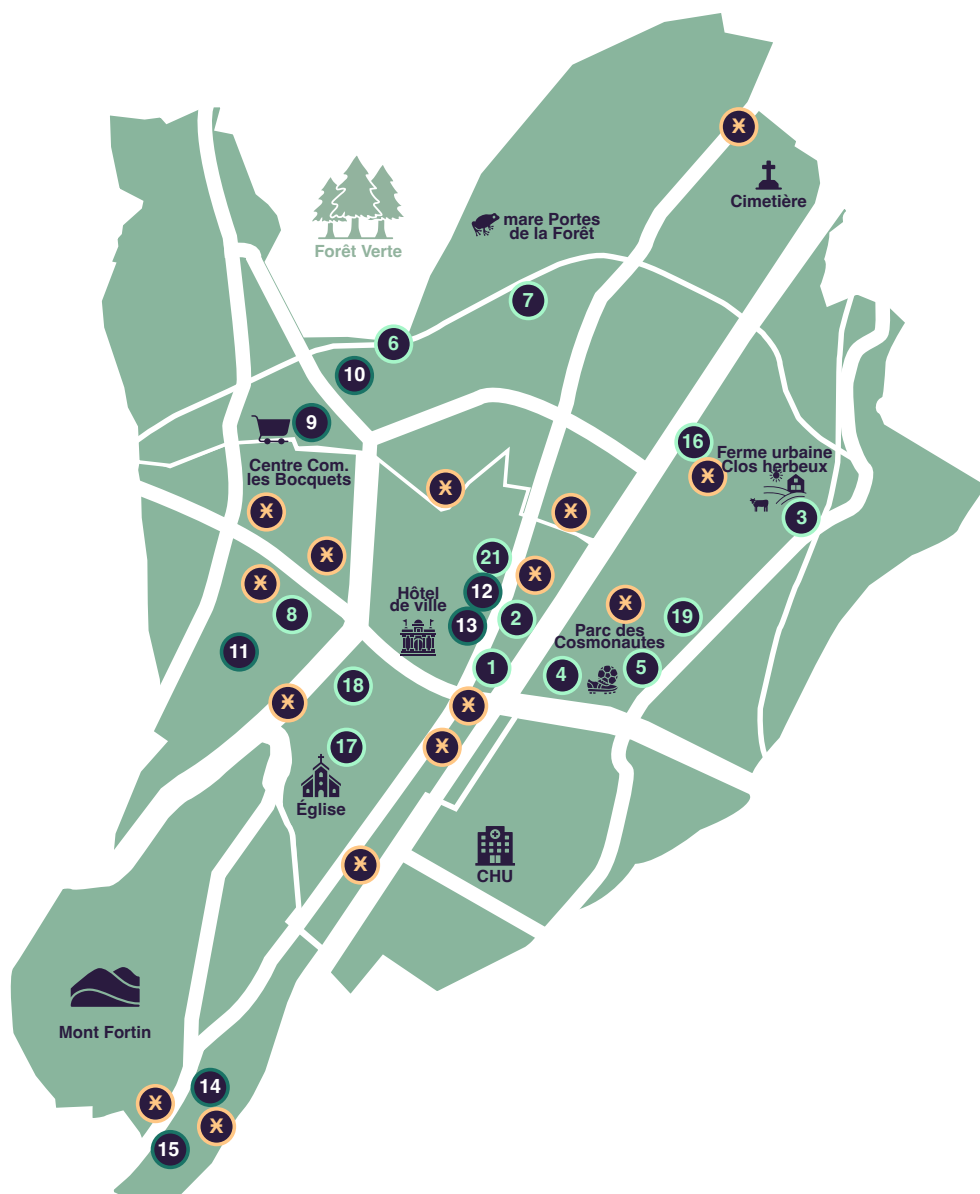 Cimetière
mare Portes
de la Forêt
Forêt Verte
7
6
10
9
16
Centre Com.
les Bocquets
Ferme urbaine
Clos herbeux
3
21
12
Hôtel
de ville
8
13
2
19
Parc des
Cosmonautes
11
1
4
5
18
17
Église
CHU
Mont Fortin
14
15